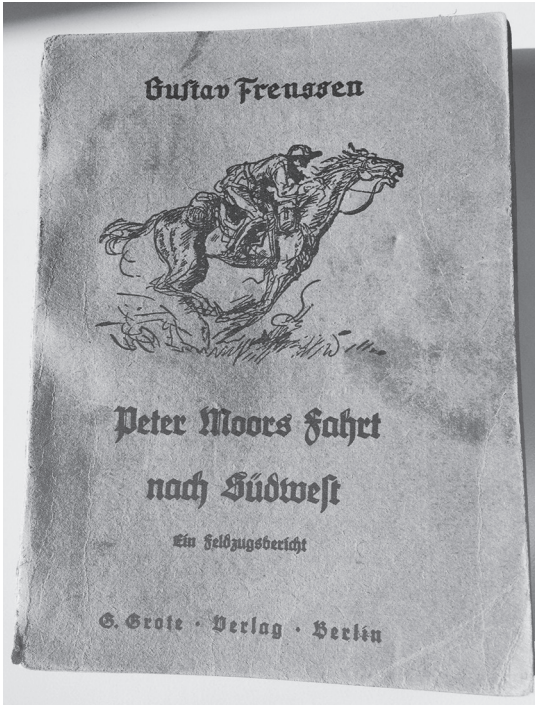 Gustav Frenssen
Peter Moors Fahrt
nach Südwest
Ein Feldzugsbericht
G. Grote · Verlag · Berlin